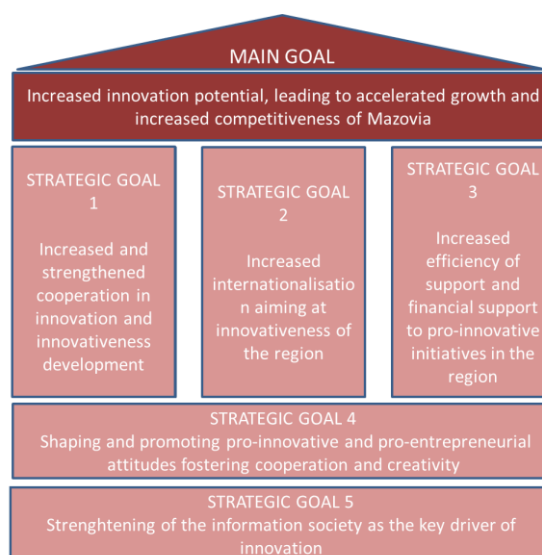 MAIN GOAL
Increased innovation potential, leading to accelerated growth and
increased competitiveness of Mazovia
STRATEGIC GOAL
1
Increased and
strengthened
cooperation in
innovation and
innovativeness
development
STRATEGIC GOAL
2
Increased
internationalisatio
n aiming at
innovativeness of
the region
STRATEGIC GOAL
3
Increased
efficiency of
support and
financial support
to pro-innovative
initiatives in the
region
STRATEGIC GOAL 4
Shaping and promoting pro-innovative and pro-entrepreneurial
attitudes fostering cooperation and creativity
STRATEGIC GOAL 5
Strenghtening of the information society as the key driver of
innovation